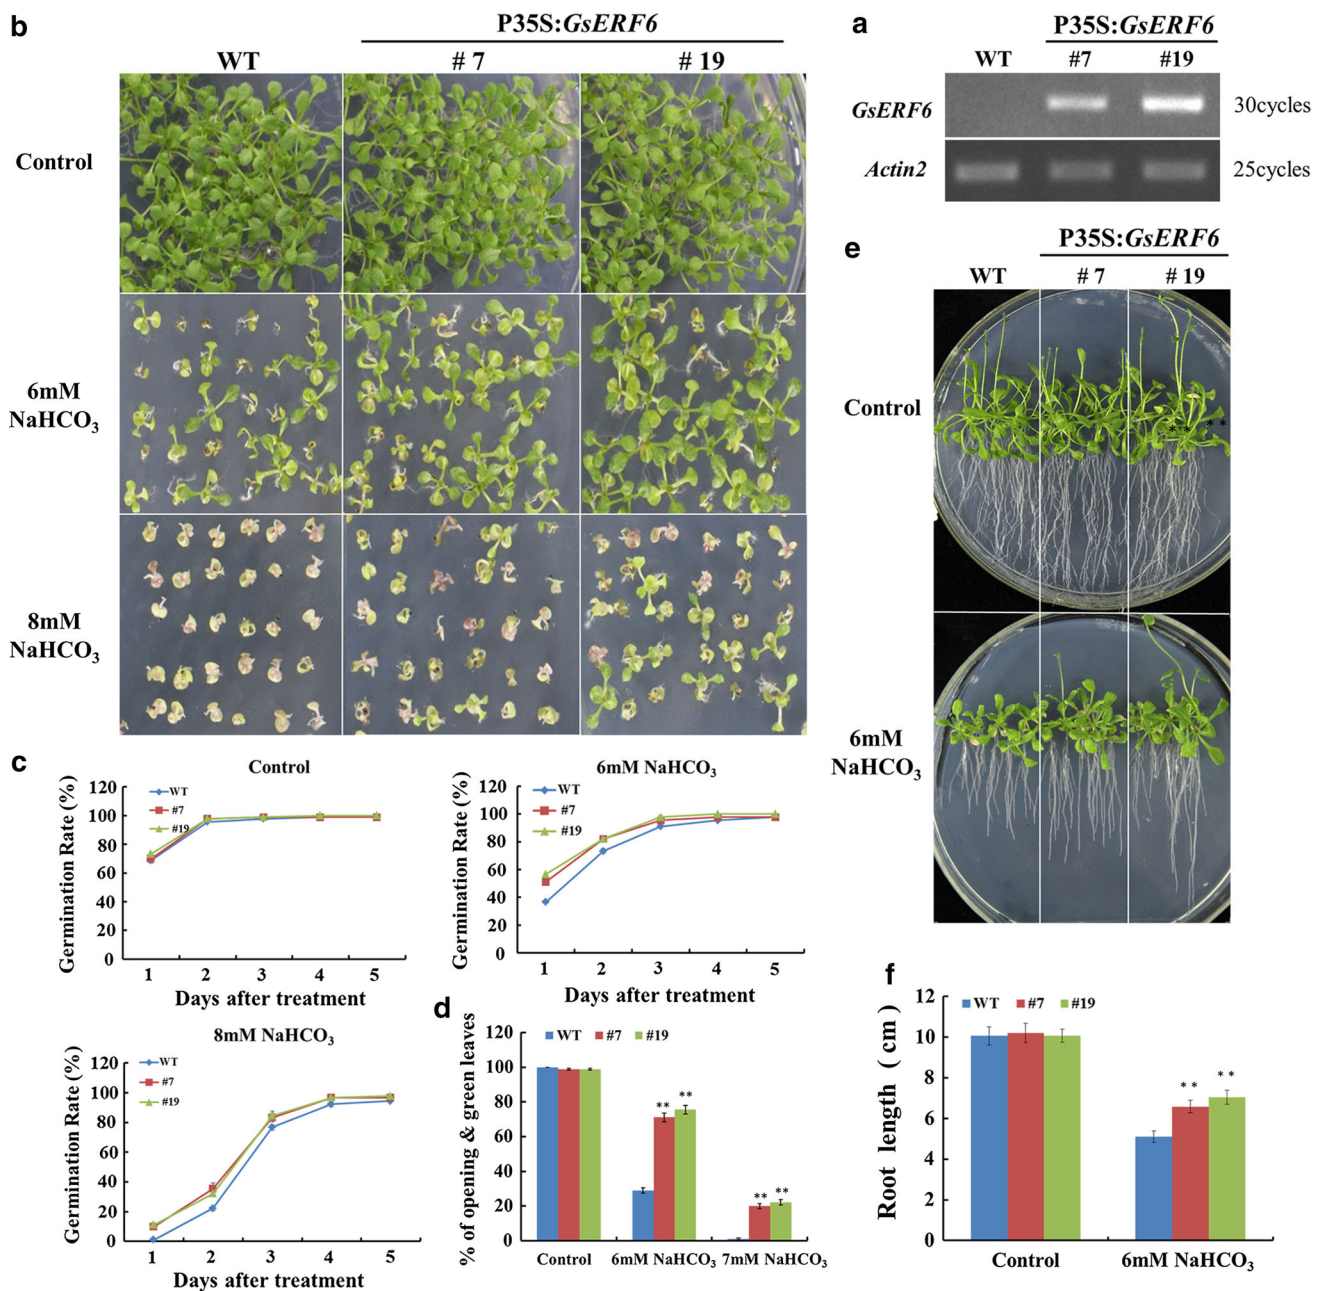 b
P35S:GsERF6
WT # 7 # 19
Control
6mM
NaHCO3
8mM
NaHCO3
a
P35S:GsERF6
WT #7 #19
GsERF6 30cycles
Actin2 25cycles
e
P35S:GsERF6
WT # 7 # 19
Control
* * * *
6mM
NaHCO3
c
Control
Germination Rate (%)
120
100
80
60
40
20
0
WT
#7
#19
1 2 3 4 5
Days after treatment
6mM NaHCO3
Germination Rate (%)
120
100
80
60
40
20
0
WT
#7
#19
1 2 3 4 5
Days after treatment
8mM NaHCO3
Germination Rate (%)
120
100
80
60
40
20
0
WT
#7
#19
1 2 3 4 5
Days after treatment
d
% of opening & green leaves
120
100
80
60
40
20
0
WT #7 #19
** **
** **
Control 6mM NaHCO3 7mM NaHCO3
f
Root length ( cm )
12
10
8
6
4
2
0
WT #7 #19
** **
Control 6mM NaHCO3